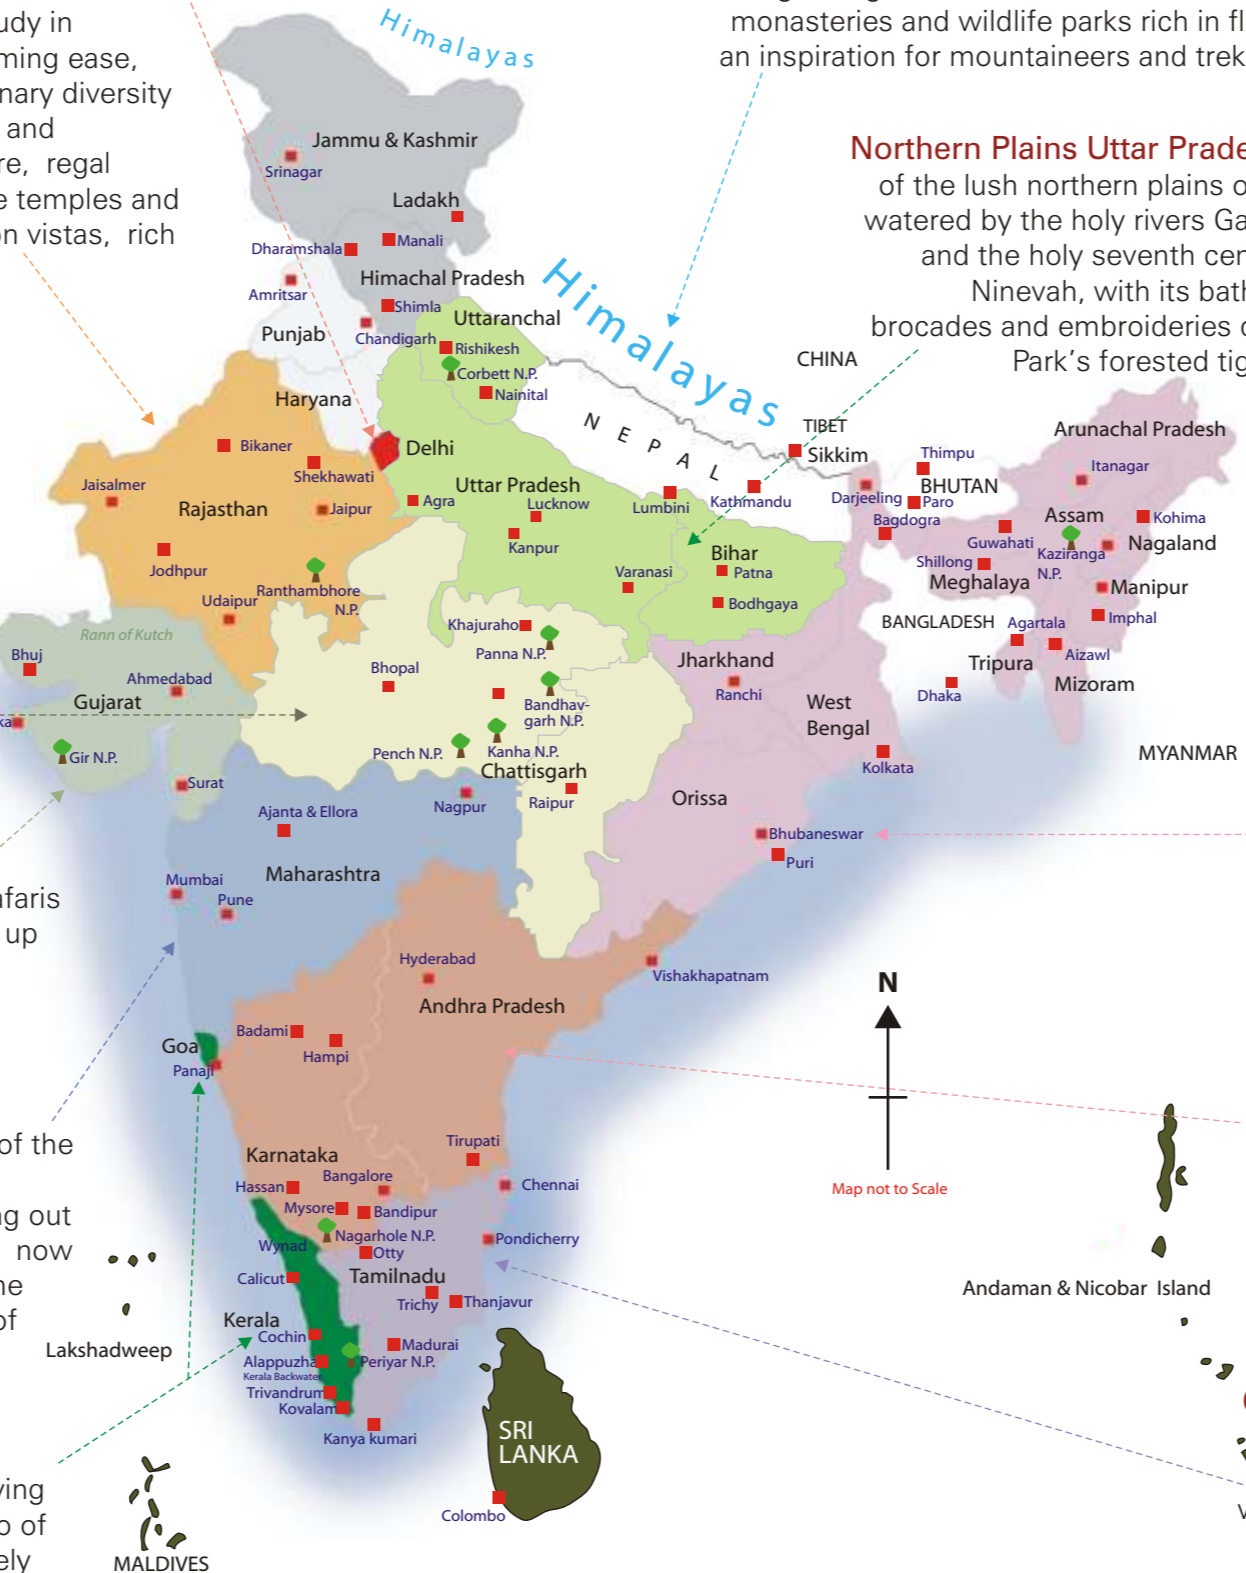 udy in
ming ease,
nary diversity
and
re, regal
e temples and
on vistas, rich
Himalayas
monasteries and wildlife parks rich in fl
an inspiration for mountaineers and trek
Northern Plains Uttar Prade
of the lush northern plains o
watered by the holy rivers Ga
and the holy seventh cen
Ninevah, with its bath
brocades and embroideries o
Park's forested tig
Jammu & Kashmir
Srinagar
Ladakh
Dharamshala
Manali
Himachal Pradesh
Amritsar
Shimla
Punjab
Chandigarh
Uttaranchal
Rishikesh
Corbett N.P.
Nainital
Himalayas
CHINA
NEPAL
TIBET
Sikkim
Haryana
Delhi
Bikaner
Shekhawati
Jaisalmer
Rajasthan
Jaipur
Jodhpur
Ranthambhore
N.P.
Udaipur
Agra
Uttar Pradesh
Lucknow
Kanpur
Varanasi
Lumbini
Kathmandu
Darjeeling
Thimpu
BHUTAN
Paro
Bagdogra
Arunachal Pradesh
Itanagar
Assam
Kohima
Guwahati
Kaziranga
N.P.
Nagaland
Shillong
Meghalaya
Manipur
Imphal
BANGLADESH
Agartala
Aizawl
Tripura
Mizoram
Dhaka
MYANMAR
Bihar
Patna
Bodhgaya
Rann of Kutch
Bhuj
Ahmedabad
Gujarat
ka
Gir N.P.
Surat
Khajuraho
Panna N.P.
Bhopal
Bandhav-
garh N.P.
Pench N.P.
Kanha N.P.
Chattisgarh
Raipur
Nagpur
Jharkhand
Ranchi
West
Bengal
Kolkata
Orissa
Bhubaneswar
Puri
Ajanta & Ellora
Maharashtra
Mumbai
Pune
afaris
up
Hyderabad
Vishakhapatnam
Andhra Pradesh
Goa
Panaji
Badami
Hampi
N
Map not to Scale
of the
ng out
now
he
of
Karnataka
Tirupati
Bangalore
Hassan
Chennai
Mysore
Bandipur
Nagarhole N.P.
Pondicherry
Wynad
Otty
Calicut
Tamilnadu
Trichy
Thanjavur
Kerala
Cochin
Madurai
Alappuzha
Periyar N.P.
Kerala Backwater
Trivandrum
Kovalam
Kanya kumari
Lakshadweep
Andaman & Nicobar Island
SRI
LANKA
Colombo
ving
o of
ely
MALDIVES